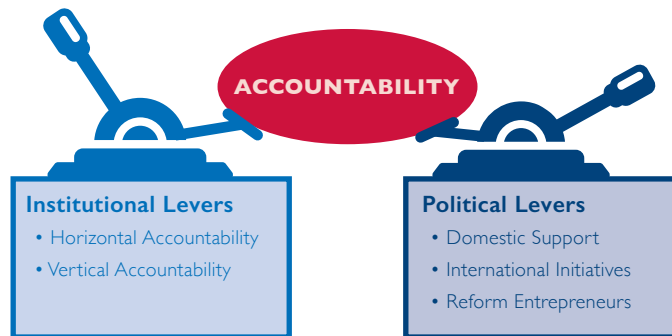 ACCOUNTABILITY
Institutional Levers
• Horizontal Accountability
• Vertical Accountability
Political Levers
• Domestic Support
• International Initiatives
• Reform Entrepreneurs